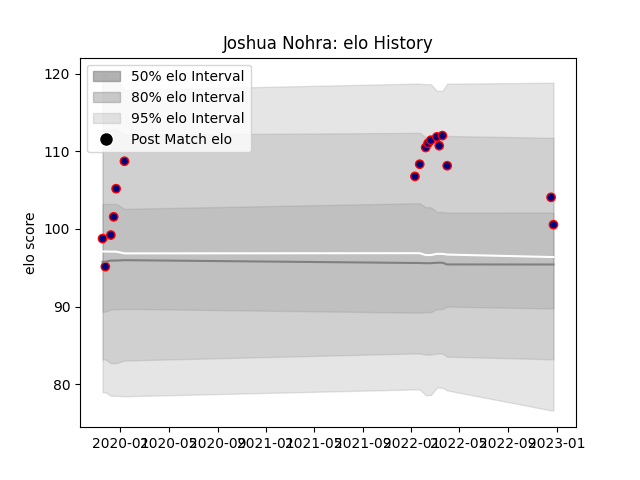 Joshua Nohra: elo History
50% elo Interval
80% elo Interval
95% elo Interval
Post Match elo
elo score
120
110
100
90
80
2020-01 2020-05 2020-09 2021-01 2021-05 2021-09 2022-01 2022-05 2022-09 2023-01